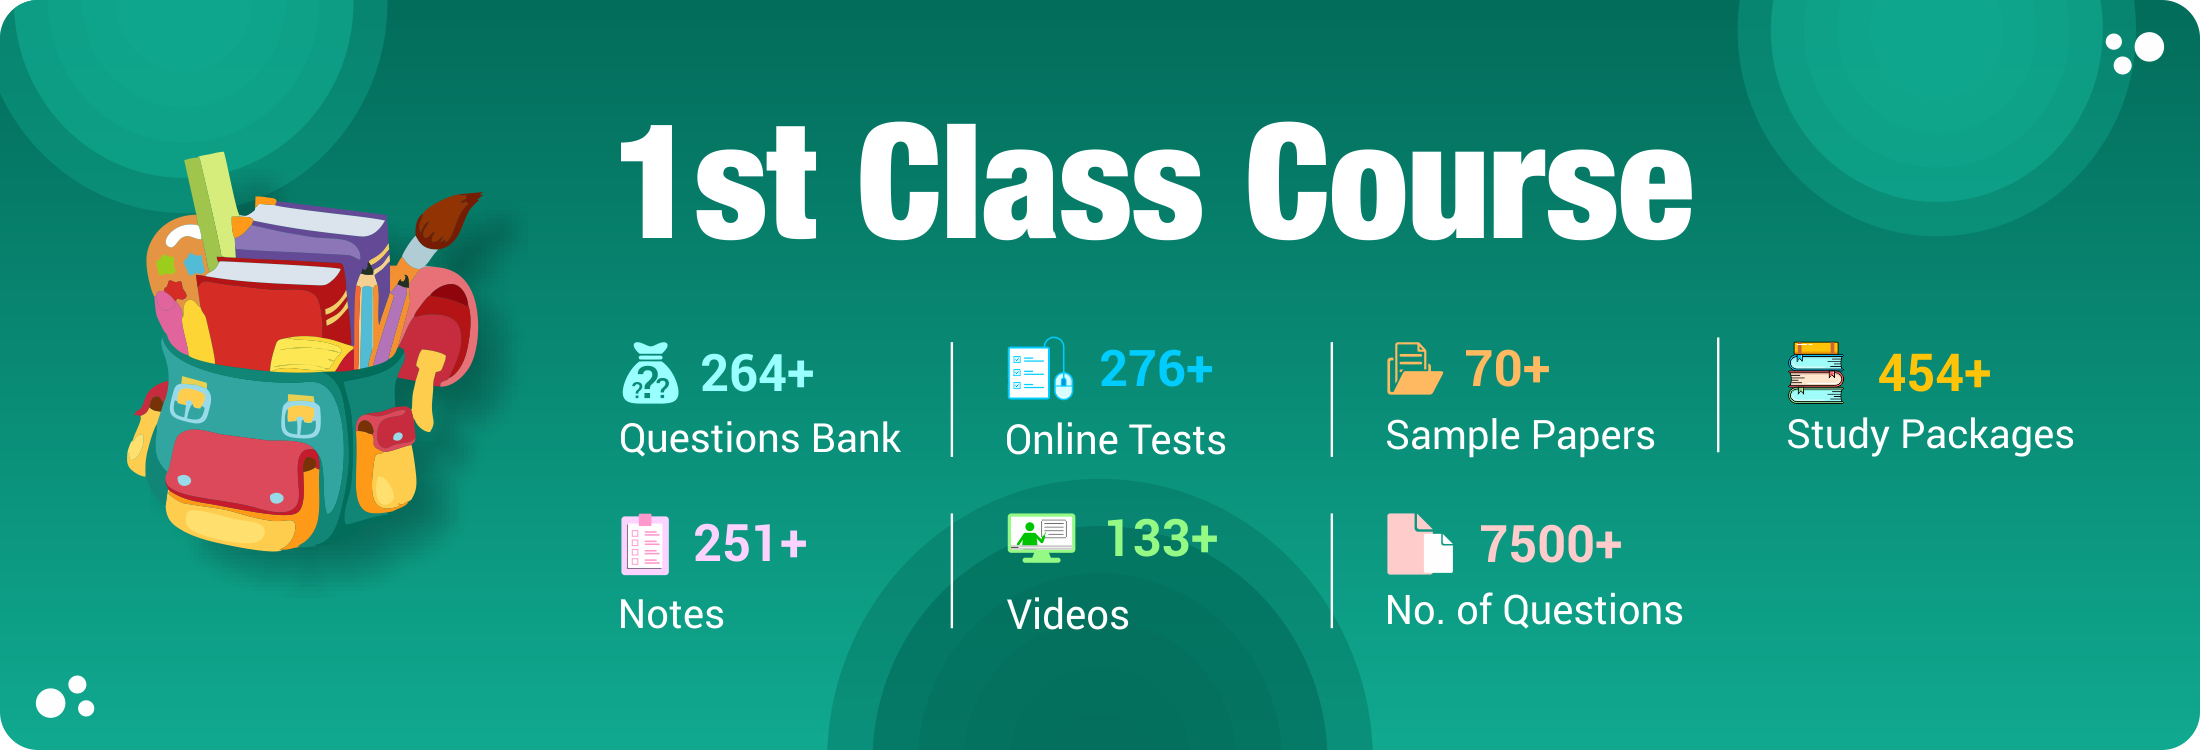 1st Class Course
264+
Questions Bank
276+
Online Tests
70+
Sample Papers
454+
Study Packages
251+
Notes
133+
Videos
7500+
No. of Questions